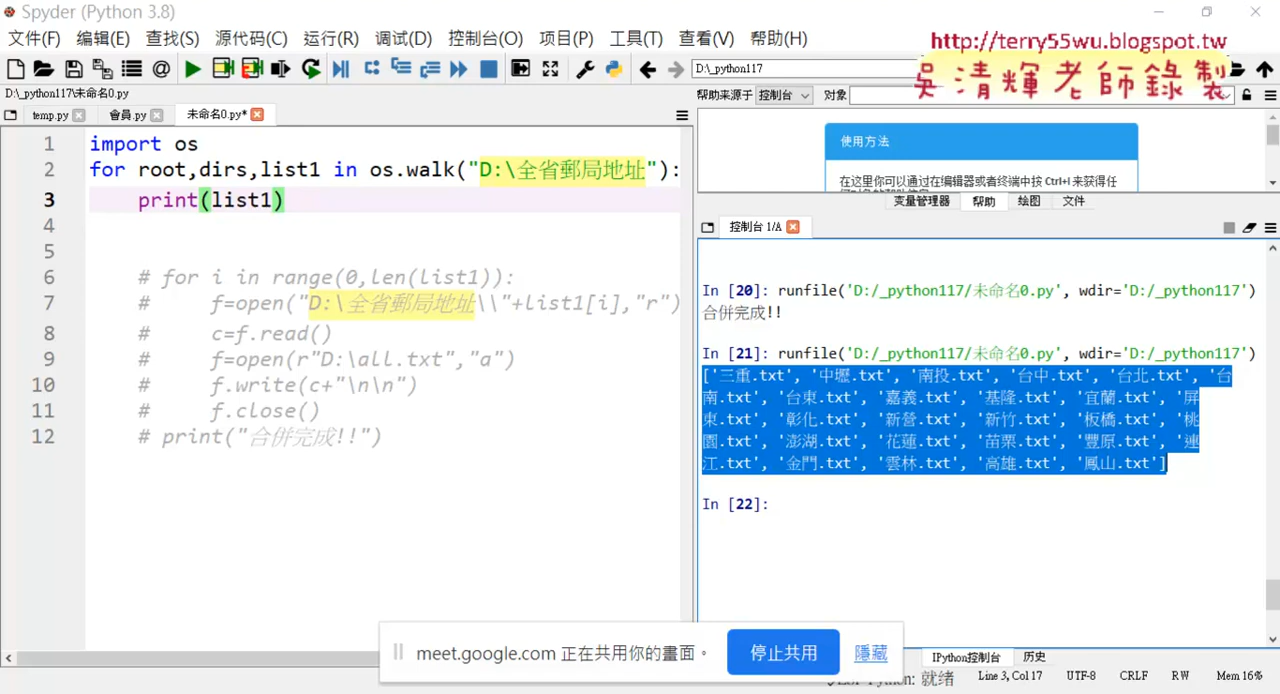 Spyder (Python 3.8)
文件(F) 编辑(E) 查找(S) 源代码(C) 运行(R) 调试(D) 控制台(O) 项目(P) 工具(T) 查看(V) 帮助(H)
http://terry55wu.blogspot.tw
吳清輝老師錄製
D:\_python117
D:\_python117\未命名0.py
帮助来源于 控制台 对象
temp.py 會員.py 未命名0.py*
1 import os
2 for root,dirs,list1 in os.walk("D:\全省郵局地址"):
3 print(list1)
4
5
6 # for i in range(0,len(list1)):
7 # f=open("D:\全省郵局地址\\"+list1[i],"r")
8 # c=f.read()
9 # f=open(r"D:\all.txt","a")
10 # f.write(c+"\n\n")
11 # f.close()
12 # print("合併完成!!")
使用方法
在这里你可以通过在编辑器或者终端中按 Ctrl+I 来获得任
变量管理器 帮助 绘图 文件
控制台 1/A
In [20]: runfile('D:/_python117/未命名0.py', wdir='D:/_python117')
合併完成!!
In [21]: runfile('D:/_python117/未命名0.py', wdir='D:/_python117')
['三重.txt', '中壢.txt', '南投.txt', '台中.txt', '台北.txt', '台
南.txt', '台東.txt', '嘉義.txt', '基隆.txt', '宜蘭.txt', '屏
東.txt', '彰化.txt', '新營.txt', '新竹.txt', '板橋.txt', '桃
園.txt', '澎湖.txt', '花蓮.txt', '苗栗.txt', '豐原.txt', '連
江.txt', '金門.txt', '雲林.txt', '高雄.txt', '鳳山.txt']
In [22]:
meet.google.com 正在共用你的畫面。 停止共用 隱藏
IPython控制台 历史
Python: 就绪 Line 3, Col 17 UTF-8 CRLF RW Mem 16%